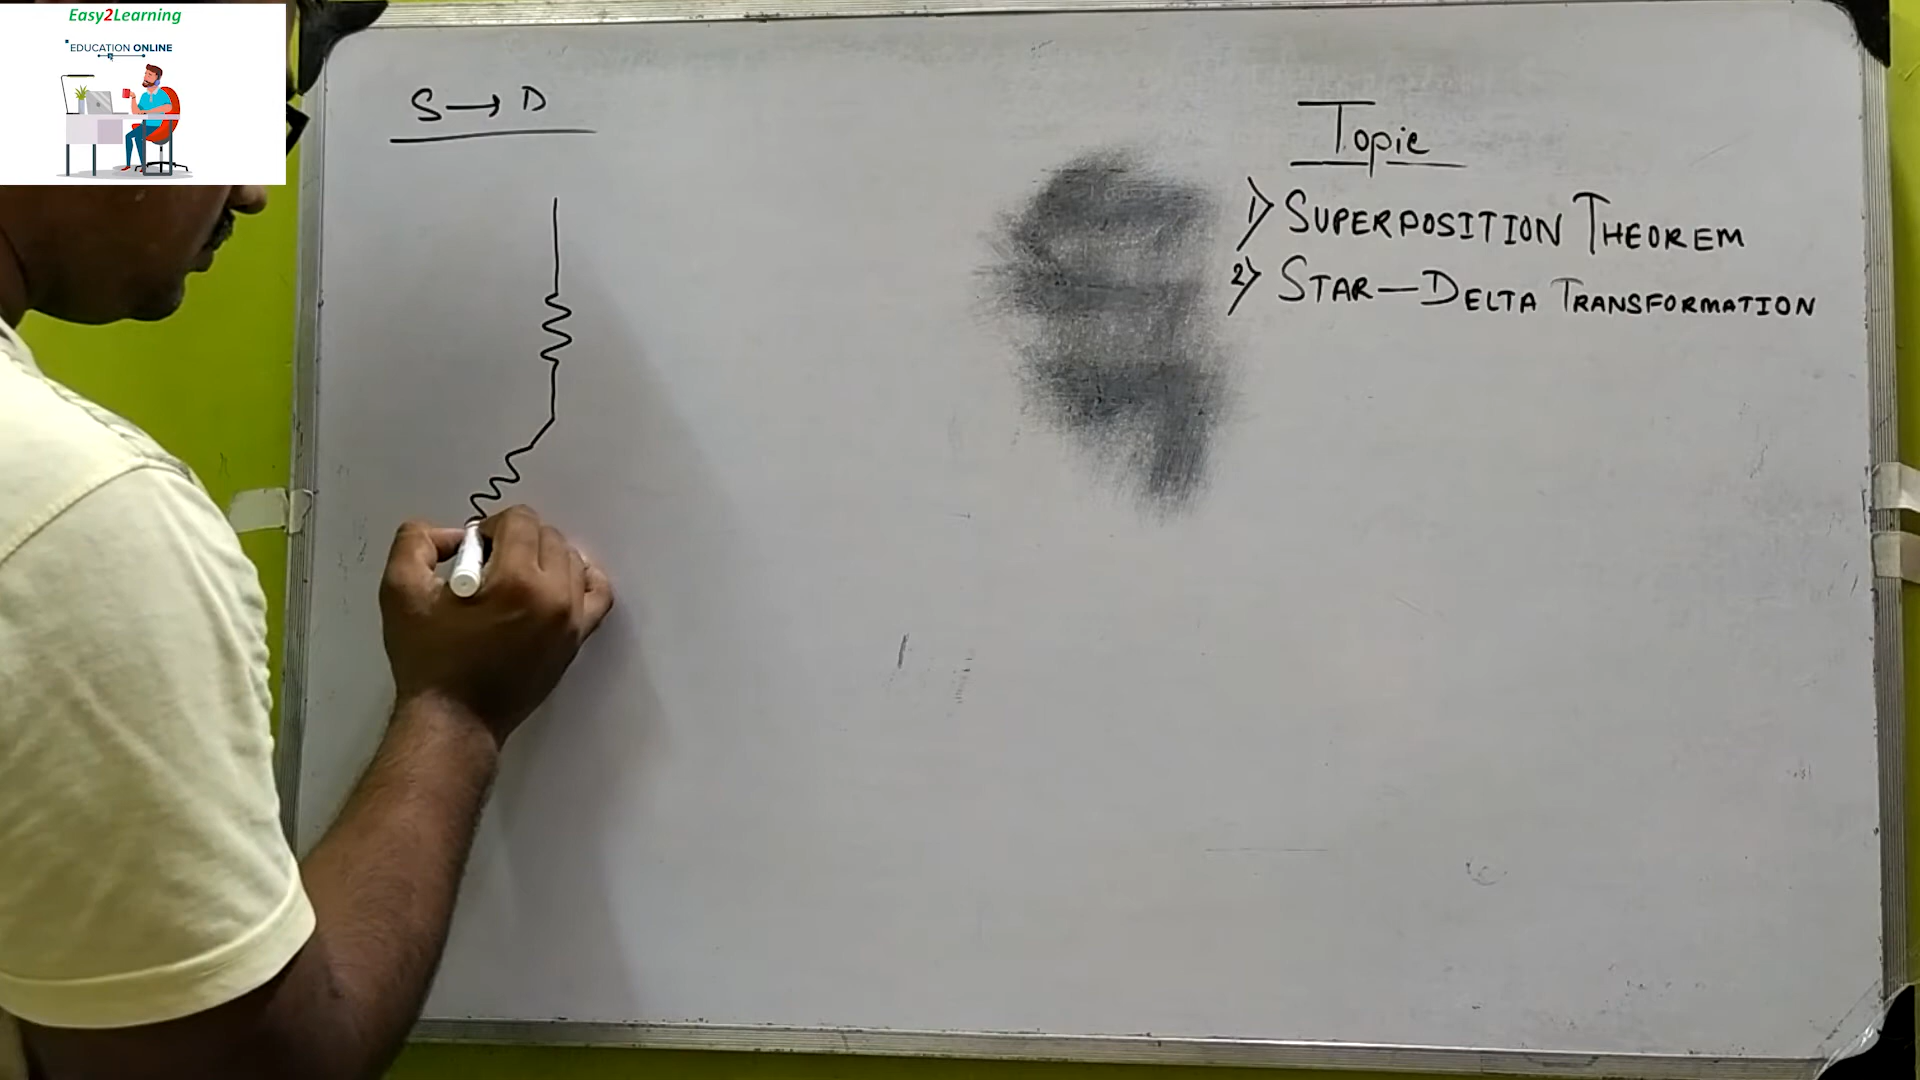 Easy2Learning
EDUCATION ONLINE
S → D
Topic
1) SUPERPOSITION THEOREM
2) STAR-DELTA TRANSFORMATION